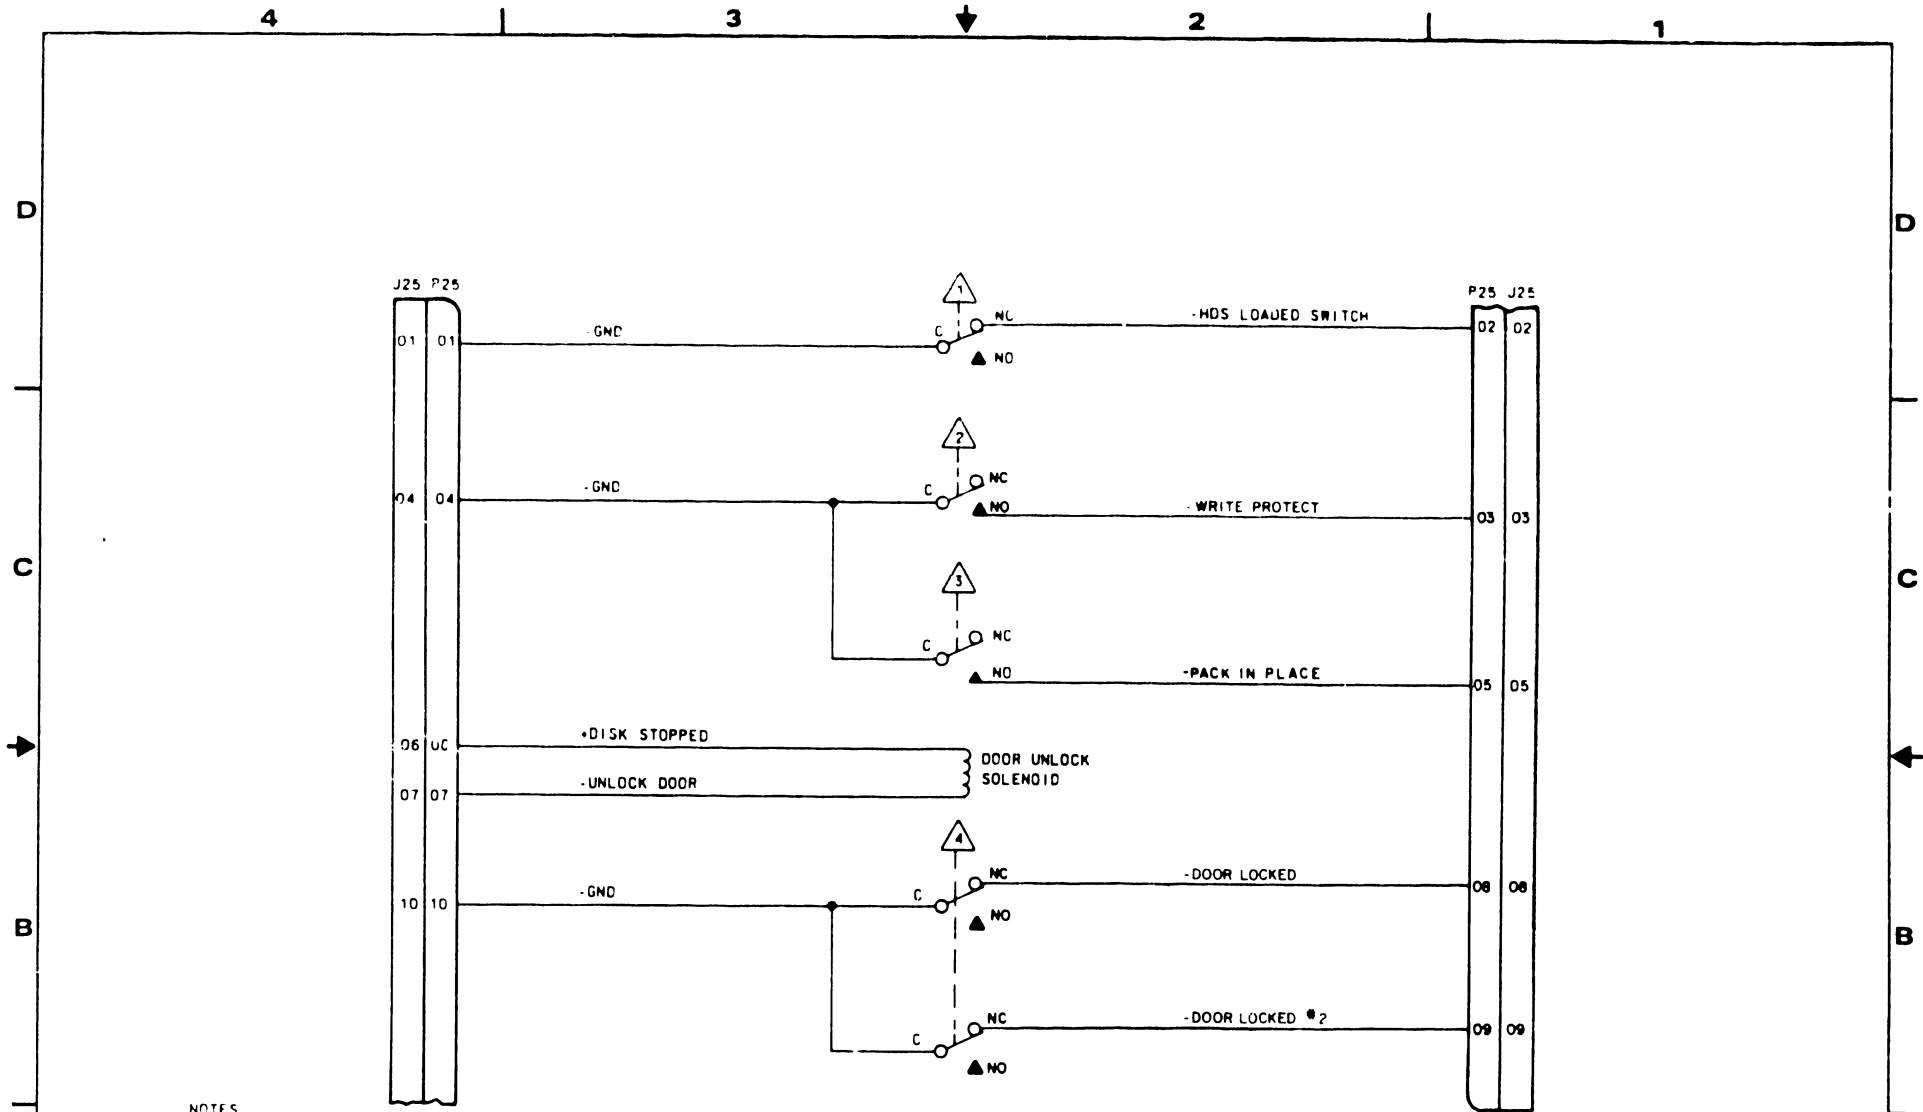 4 3 2 1
D D
J25 P25 P25 J25
1
C NC
NO
01 01 -GND -HDS LOADED SWITCH 02 02
2
C NC
NO
04 04 -GND -WRITE PROTECT 03 03
C C
3
C NC
NO
-PACK IN PLACE 05 05
06 +DISK STOPPED
DOOR UNLOCK
SOLENOID
07 07 -UNLOCK DOOR
4
C NC
NO
10 10 -GND -DOOR LOCKED 08 08
B B
C NC
NO
-DOOR LOCKED #2 09 09
NOTES